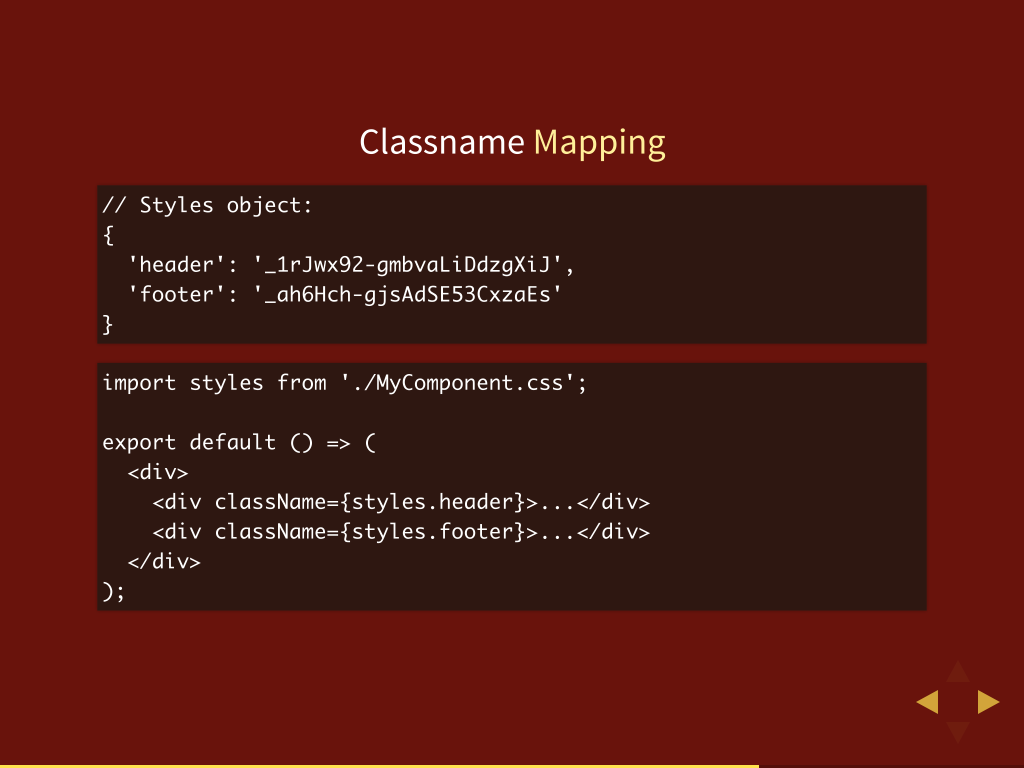 Classname Mapping
// Styles object:
{
  'header': '_1rJwx92-gmbvaLiDdzgXiJ',
  'footer': '_ah6Hch-gjsAdSE53CxzaEs'
}
import styles from './MyComponent.css';

export default () => (
  <div>
    <div className={styles.header}>...</div>
    <div className={styles.footer}>...</div>
  </div>
);